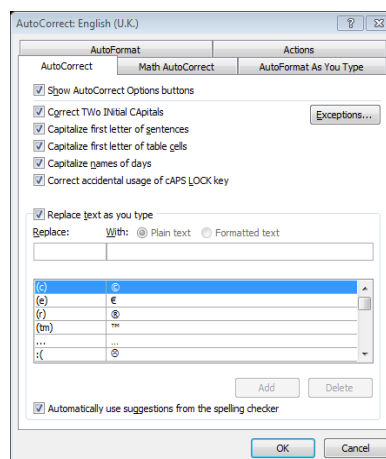 AutoCorrect: English (U.K.)
AutoFormat Actions
AutoCorrect Math AutoCorrect AutoFormat As You Type
Show AutoCorrect Options buttons
Correct TWo INitial CApitals Exceptions...
Capitalize first letter of sentences
Capitalize first letter of table cells
Capitalize names of days
Correct accidental usage of cAPS LOCK key
Replace text as you type
Replace: With: Plain text Formatted text
(c) ©
(e) €
(r) ®
(tm) ™
... …
:( ☹
Add Delete
Automatically use suggestions from the spelling checker
OK Cancel